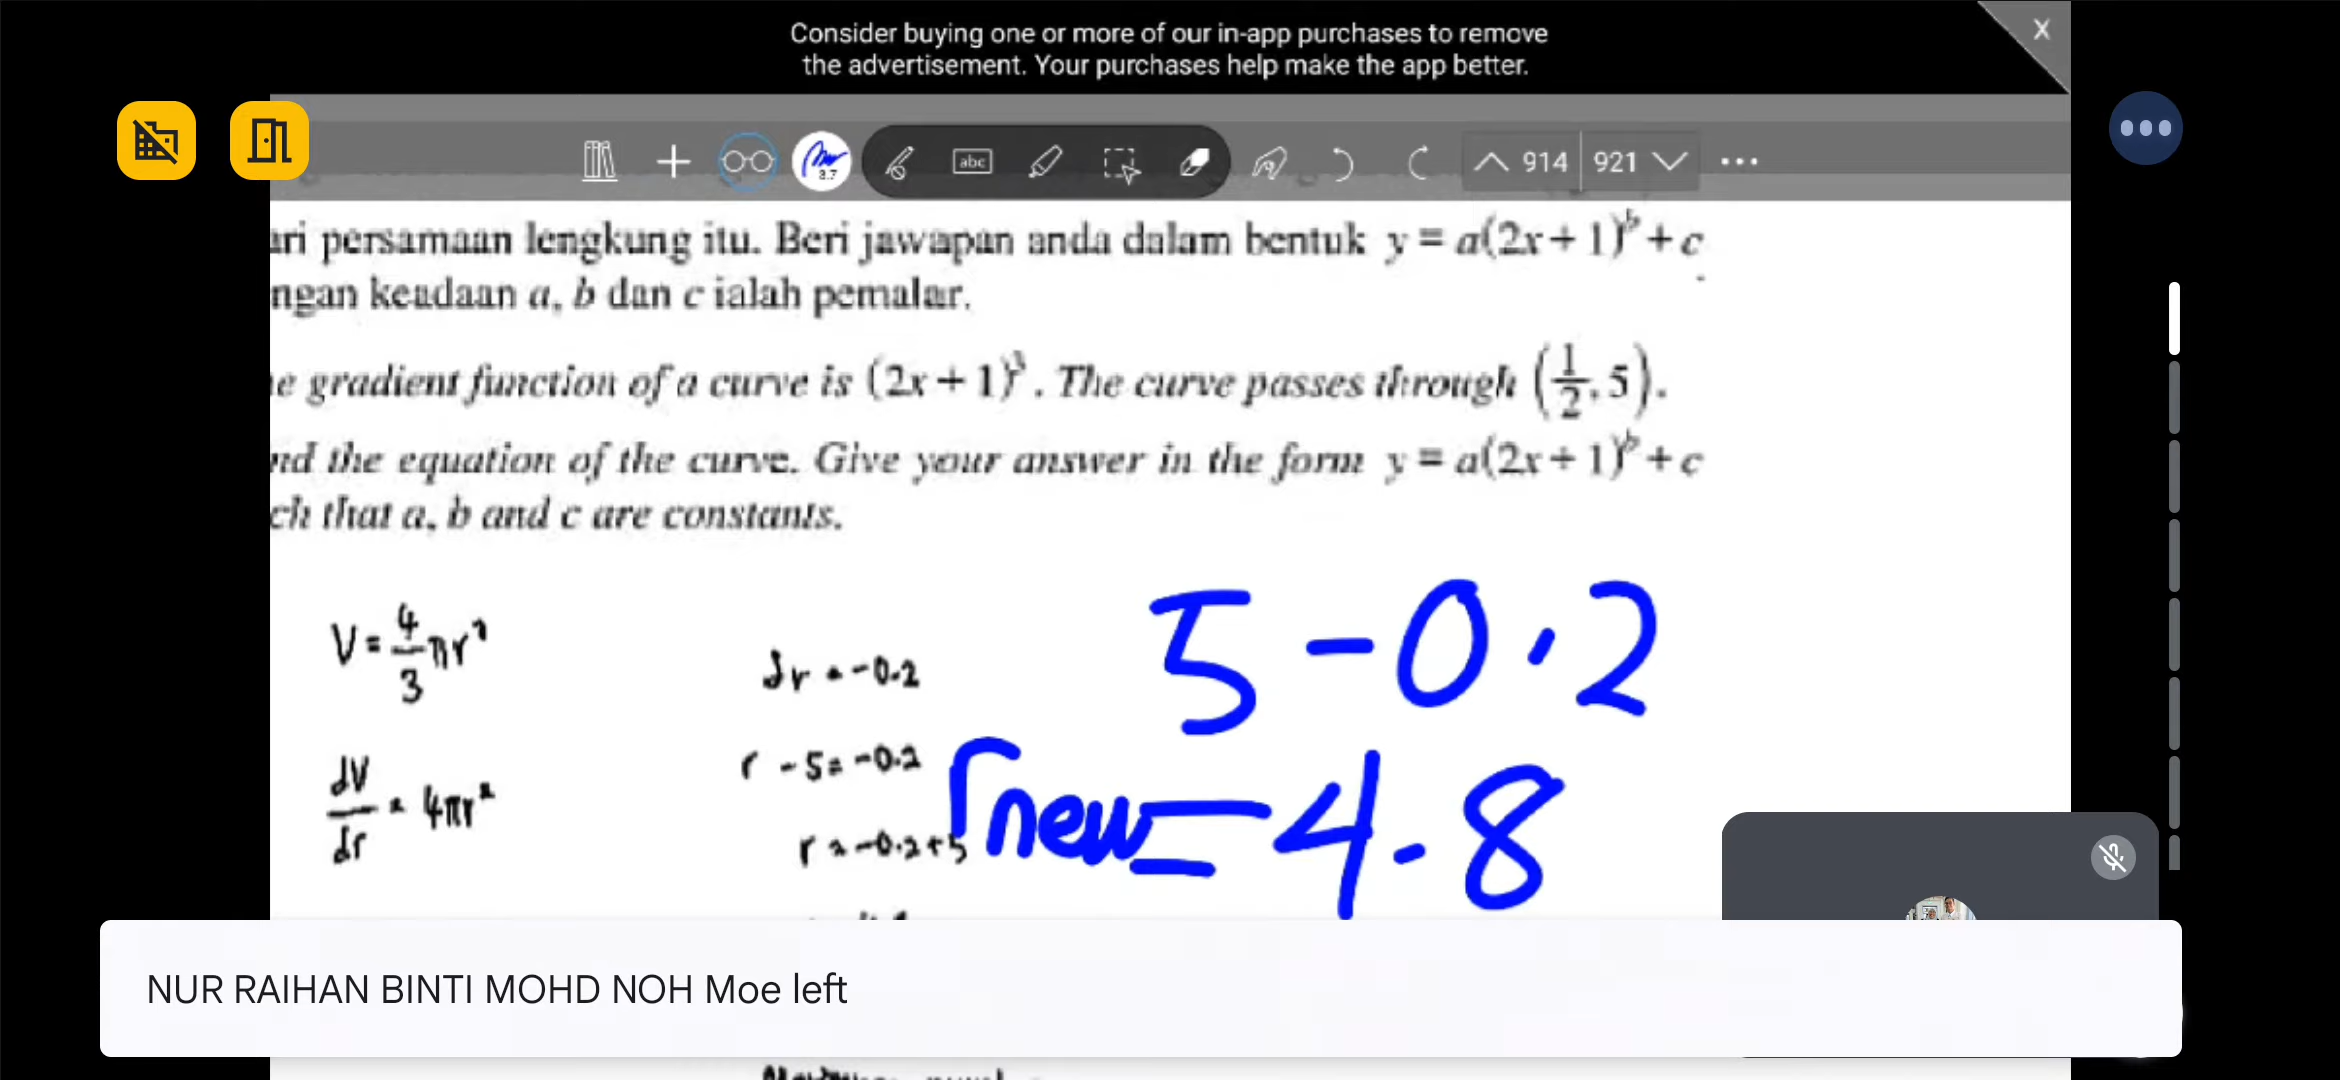 Consider buying one or more of our in-app purchases to remove
the advertisement. Your purchases help make the app better.
X
abc
3.7
914
921
ari persamaan lengkung itu. Beri jawapan anda dalam bentuk y = a(2x + 1)^b + c
ngan keadaan a, b dan c ialah pemalar.
e gradient function of a curve is (2x + 1)^3. The curve passes through (1/2, 5).
nd the equation of the curve. Give your answer in the form y = a(2x + 1)^b + c
ch that a, b and c are constants.
V = 4/3 πr³
δr = -0.2
5 - 0.2
r - 5 = -0.2
dV/dr = 4πr²
r = -0.2 + 5
r new = 4.8
NUR RAIHAN BINTI MOHD NOH Moe left